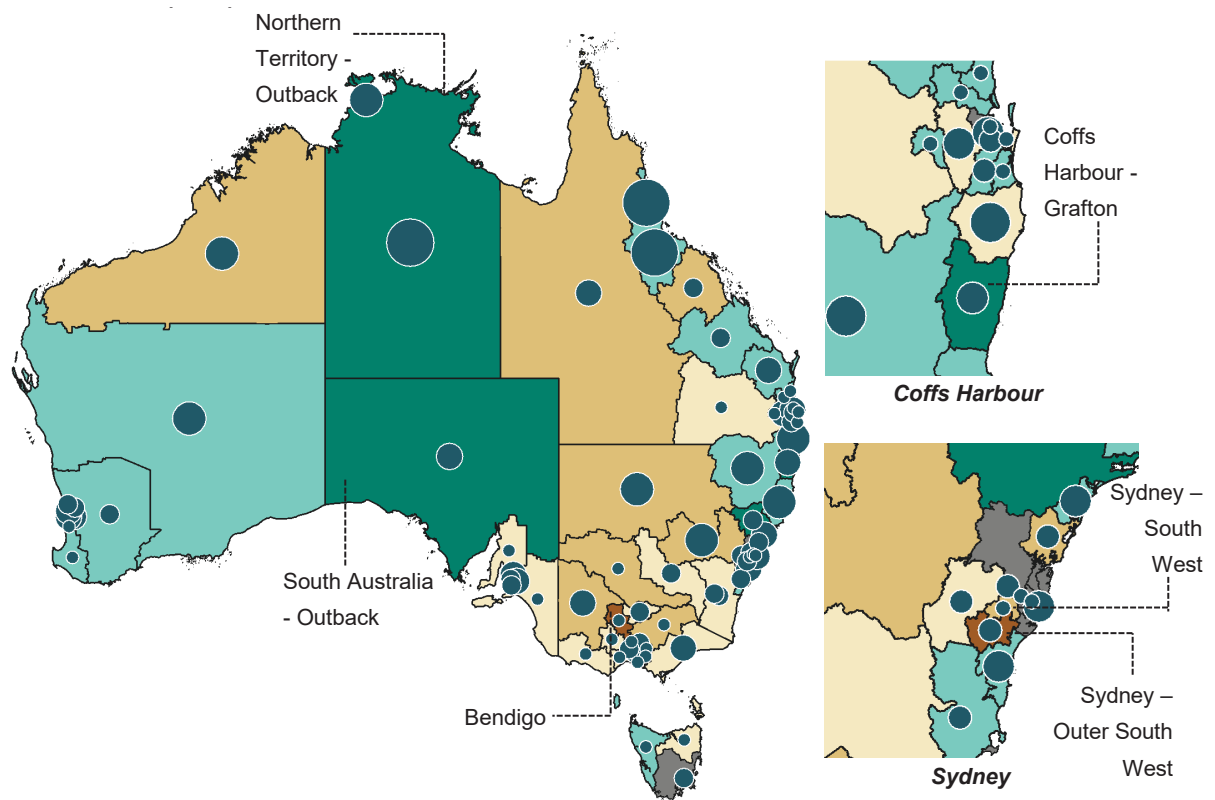 Northern
Territory -
Outback
Coffs
Harbour -
Grafton
Coffs Harbour
Sydney –
South
West
South Australia
- Outback
Bendigo
Sydney –
Outer South
West
Sydney